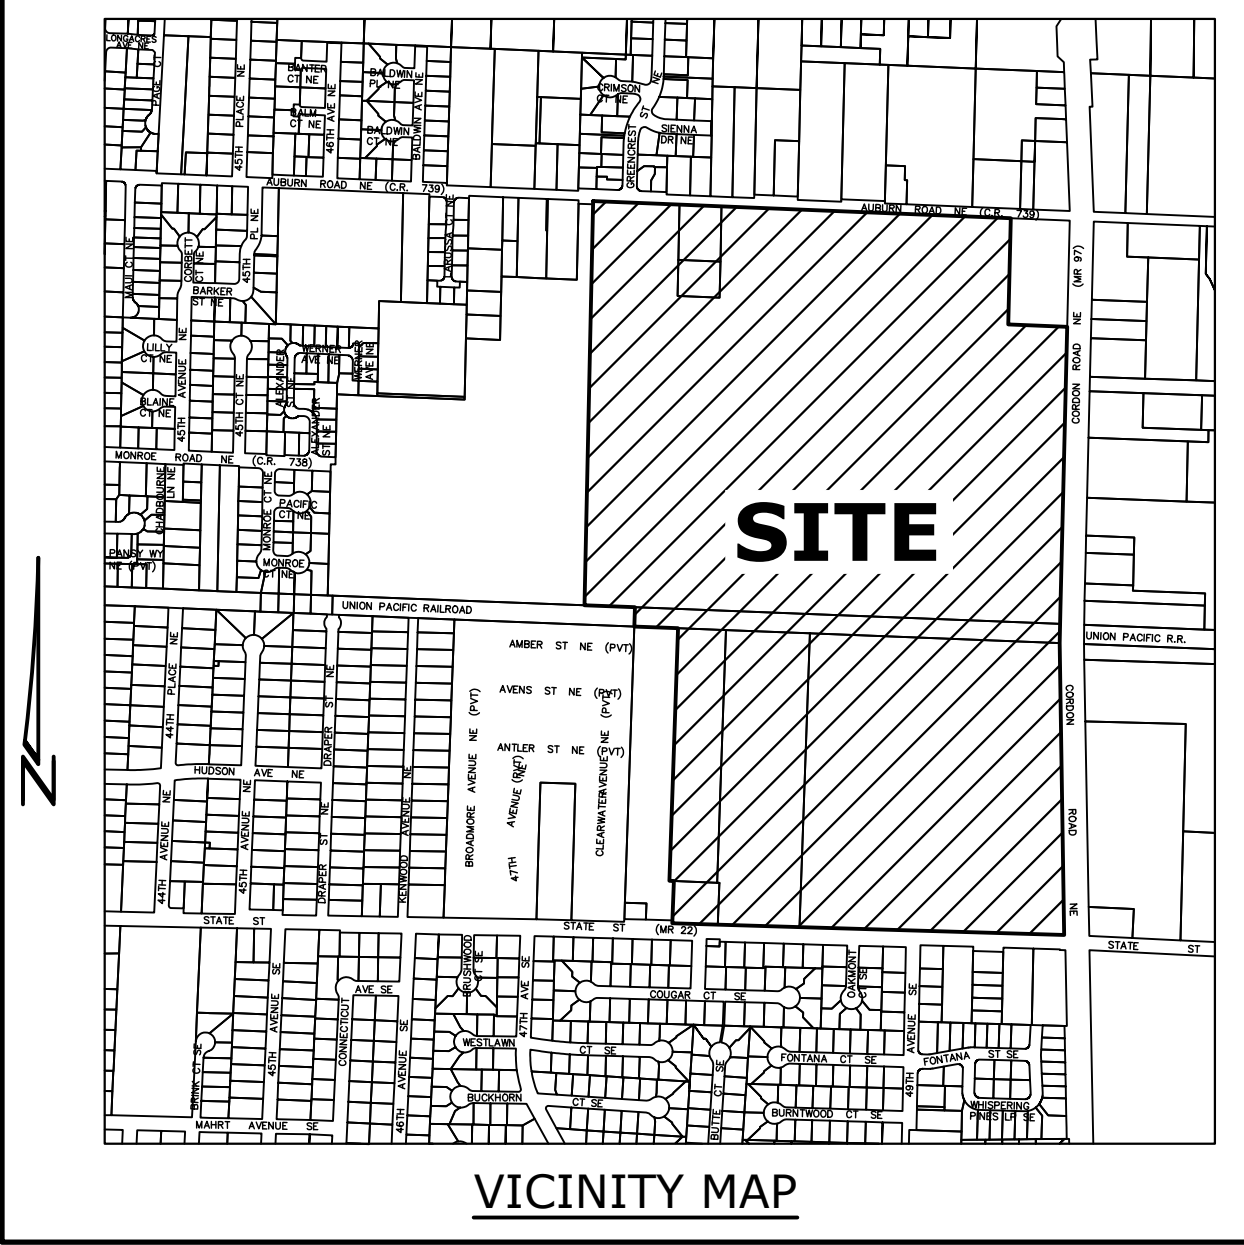 LONGACRES
AVE NE
PAGE CT
45TH PLACE NE
BANTER
CT NE
BALM
CT NE
46TH AVE NE
BALDWIN
PL NE
BALDWIN
CT NE
BALDWIN AVE NE
CRIMSON
CT NE
GREENCREST ST NE
SIENNA
DR NE
AUBURN ROAD NE (C.R. 739)
AUBURN ROAD NE (C.R. 739)
MAUI CT NE
CORBETT
CT NE
45TH PL NE
BARKER
ST NE
LAROSSA CT NE
CORDON ROAD NE (MR 97)
LILLY
CT NE
BLAINE
CT NE
45TH AVENUE NE
45TH CT NE
ALEXANDER
ST NE
WERNER
AVE NE
WERNER
AVE NE
ALEXANDER
ST NE
MONROE ROAD NE (C.R. 738)
CHADBOURNE
LN NE
MONROE CT NE
PACIFIC
CT NE
SITE
PANSY WY
NE (PVT)
MONROE
CT NE
UNION PACIFIC RAILROAD
UNION PACIFIC R.R.
44TH PLACE NE
DRAPER ST NE
AMBER ST NE (PVT)
AVENS ST NE (PVT)
ANTLER ST NE (PVT)
BROADMORE AVENUE NE (PVT)
47TH AVENUE NE (PVT)
CLEARWATER AVENUE NE (PVT)
CORDON ROAD NE
HUDSON AVE NE
44TH AVENUE NE
45TH AVENUE NE
DRAPER ST NE
KENWOOD AVENUE NE
STATE ST
STATE ST (MR 22)
STATE ST
45TH AVENUE SE
CONNECTICUT
AVE SE
46TH AVENUE SE
BRUSHWOOD
CT SE
47TH AVE SE
COUGAR CT SE
OAKMONT
CT SE
49TH AVENUE SE
BRINK CT SE
WESTLAWN CT SE
BUTTE CT SE
FONTANA CT SE
FONTANA ST SE
BUCKHORN CT SE
BURNTWOOD CT SE
WHISPERING
PINES LP SE
MAHRT AVENUE SE
N
VICINITY MAP